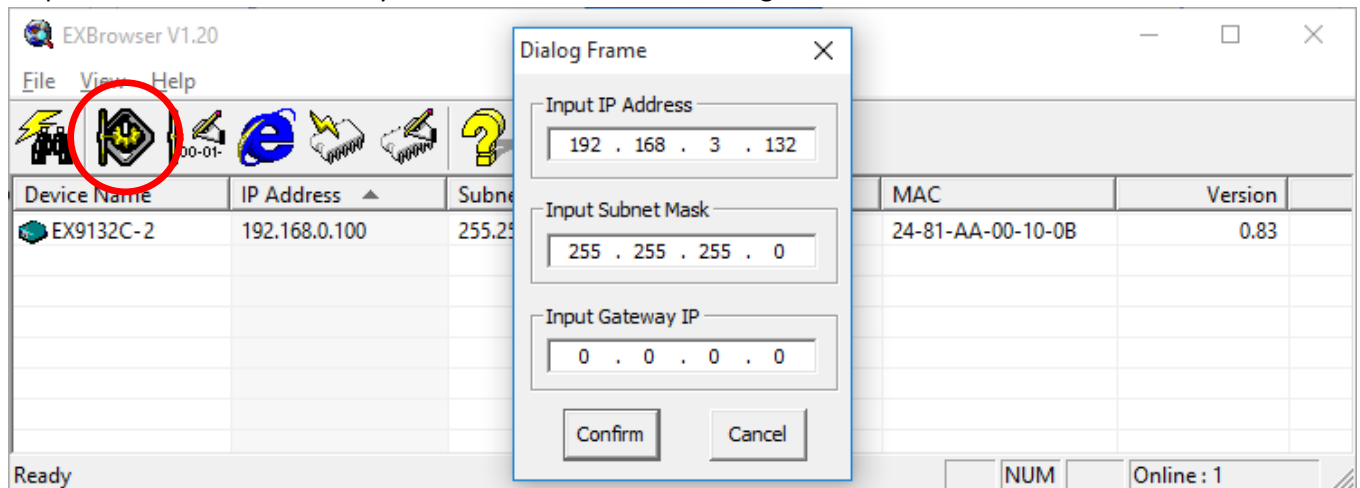 EXBrowser V1.20
File View Help
00-01-
Device Name IP Address Subne MAC Version
EX9132C-2 192.168.0.100 255.25 24-81-AA-00-10-0B 0.83
Dialog Frame
Input IP Address
192 . 168 . 3 . 132
Input Subnet Mask
255 . 255 . 255 . 0
Input Gateway IP
0 . 0 . 0 . 0
Confirm Cancel
Ready NUM Online : 1